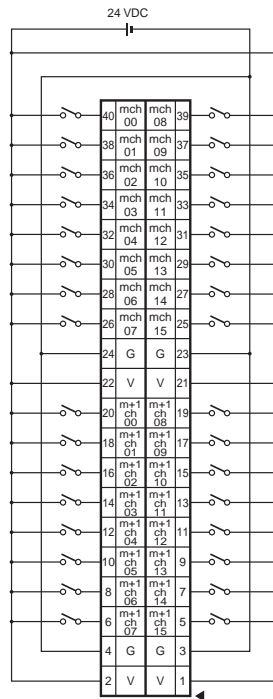 24 VDC
40 mch 00 mch 08 39
38 mch 01 mch 09 37
36 mch 02 mch 10 35
34 mch 03 mch 11 33
32 mch 04 mch 12 31
30 mch 05 mch 13 29
28 mch 06 mch 14 27
26 mch 07 mch 15 25
24 G G 23
22 V V 21
20 m+1 ch 00 m+1 ch 08 19
18 m+1 ch 01 m+1 ch 09 17
16 m+1 ch 02 m+1 ch 10 15
14 m+1 ch 03 m+1 ch 11 13
12 m+1 ch 04 m+1 ch 12 11
10 m+1 ch 05 m+1 ch 13 9
8 m+1 ch 06 m+1 ch 14 7
6 m+1 ch 07 m+1 ch 15 5
4 G G 3
2 V V 1